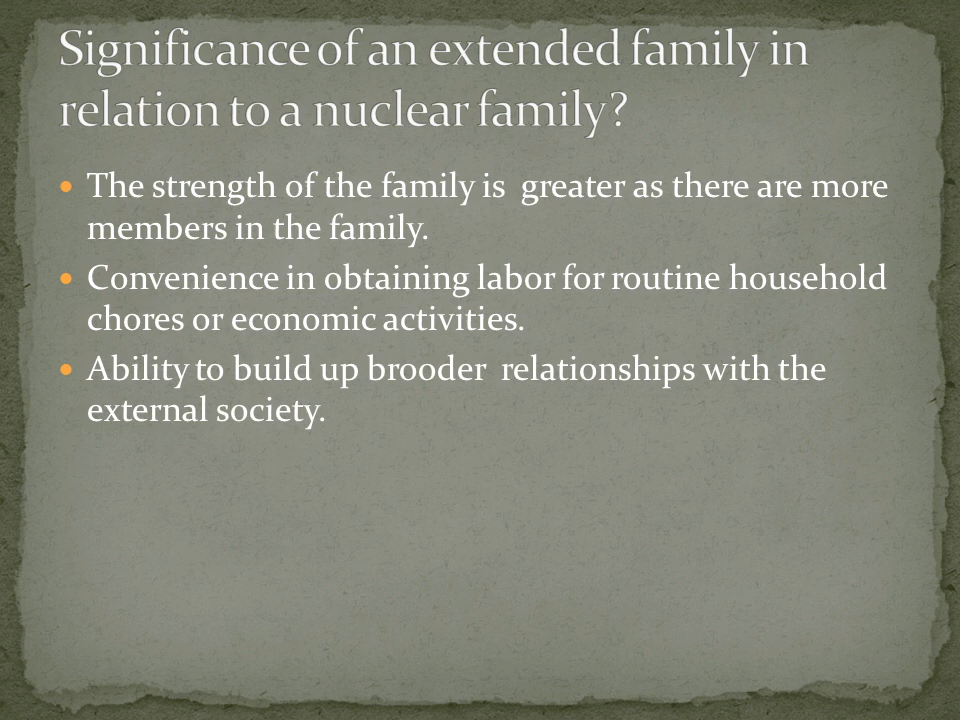 Significance of an extended family in
relation to a nuclear family?
• The strength of the family is  greater as there are more
members in the family.
• Convenience in obtaining labor for routine household
chores or economic activities.
• Ability to build up brooder  relationships with the
external society.